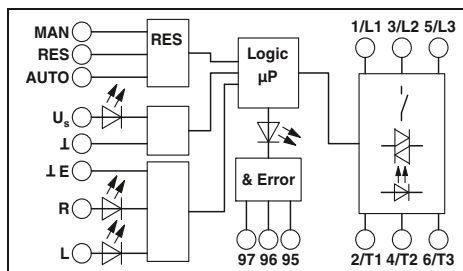 MAN
RES
AUTO
RES
Logic
µP
1/L1 3/L2 5/L3
Us
⊥
⊥ E
R
L
& Error
97 96 95
2/T1 4/T2 6/T3